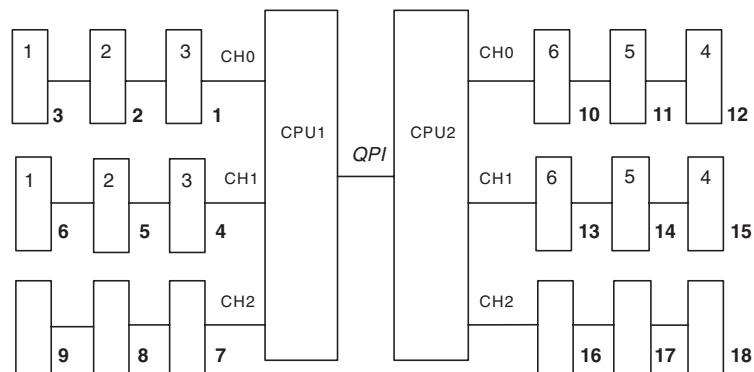 1 2 3 CH0 CH0 6 5 4
3 2 1 10 11 12
CPU1 QPI CPU2
1 2 3 CH1 CH1 6 5 4
6 5 4 13 14 15
CH2 CH2
9 8 7 16 17 18